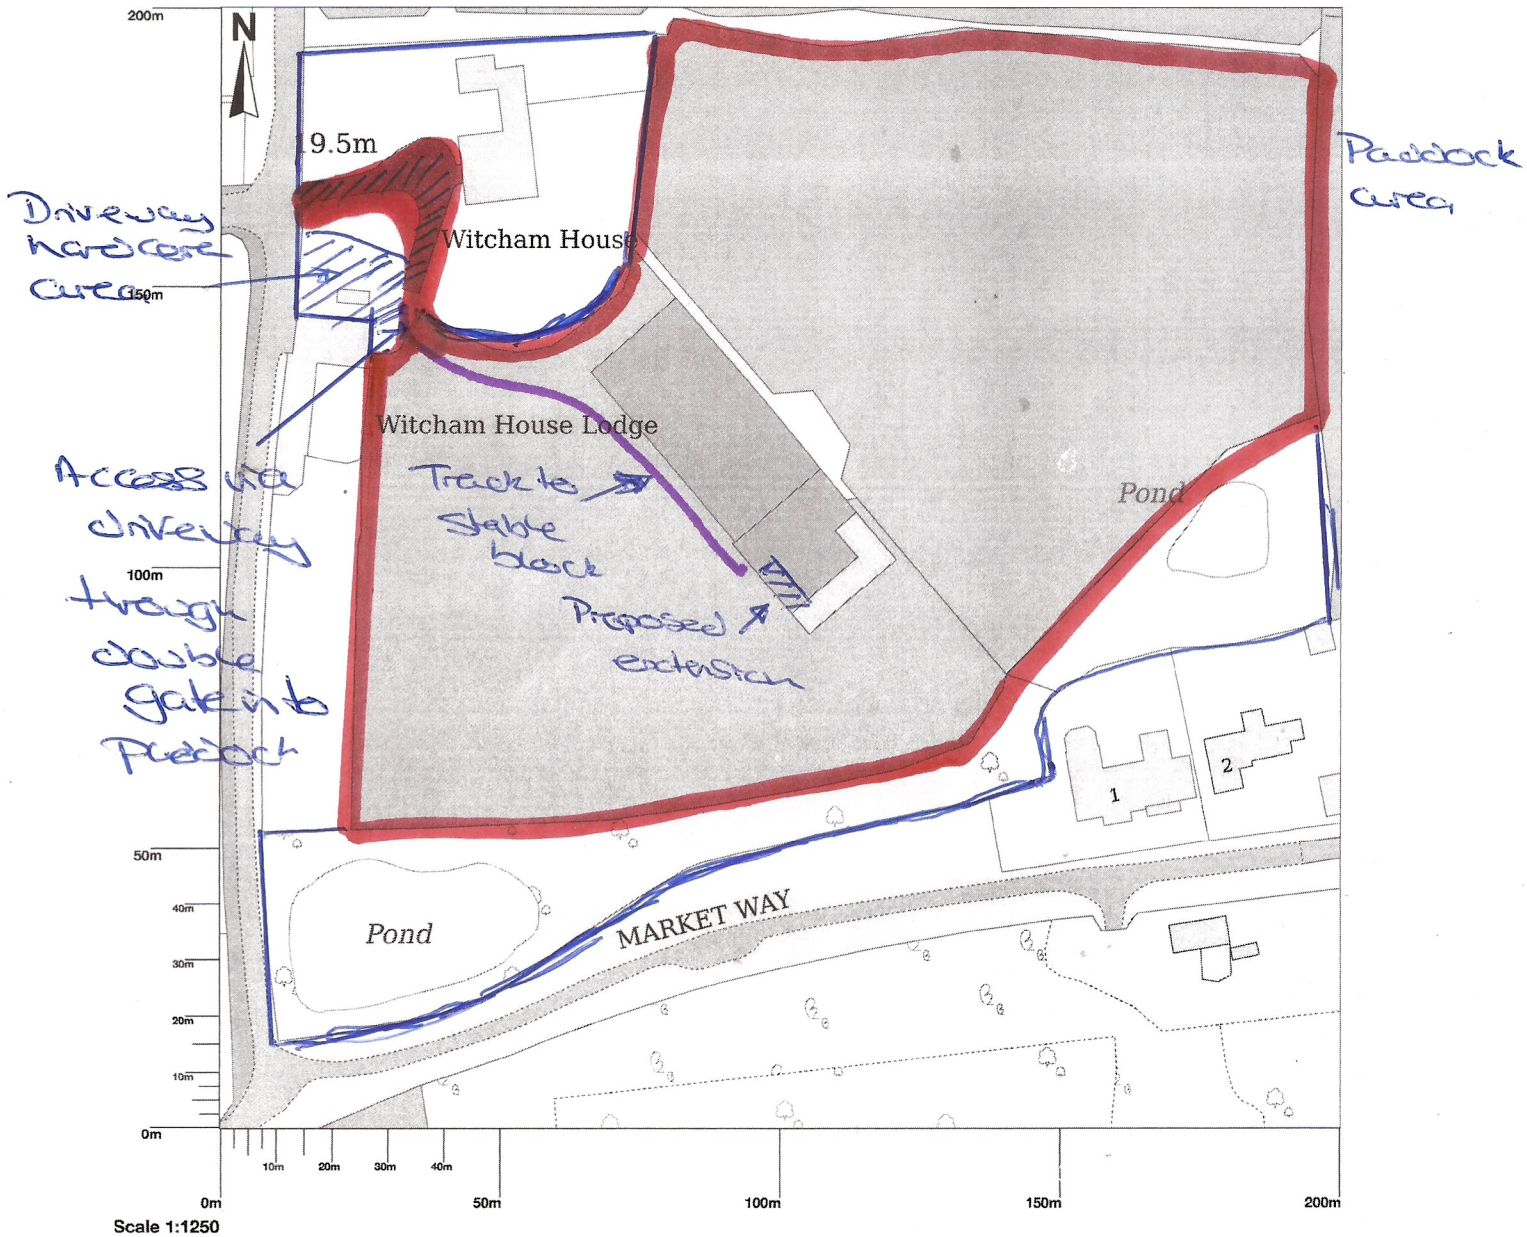 200m
N
19.5m
Paddock
area
Driveway
hardcore
area
Witcham House
150m
Witcham House Lodge
Access via
driveway
through
double
gate into
Paddock
Track to
stable
block
Pond
100m
Proposed
extension
1
2
50m
40m
30m
20m
10m
0m
Pond
MARKET WAY
10m
20m
30m
40m
0m
50m
100m
150m
200m
Scale 1:1250